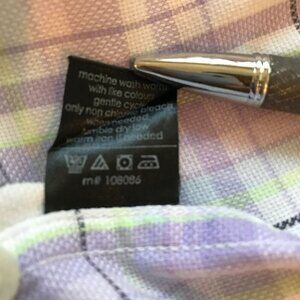 machine wash warm
with like colours
gentle cycle
only non chlorine bleach
when needed
tumble dry low
warm iron if needed
m# 108086